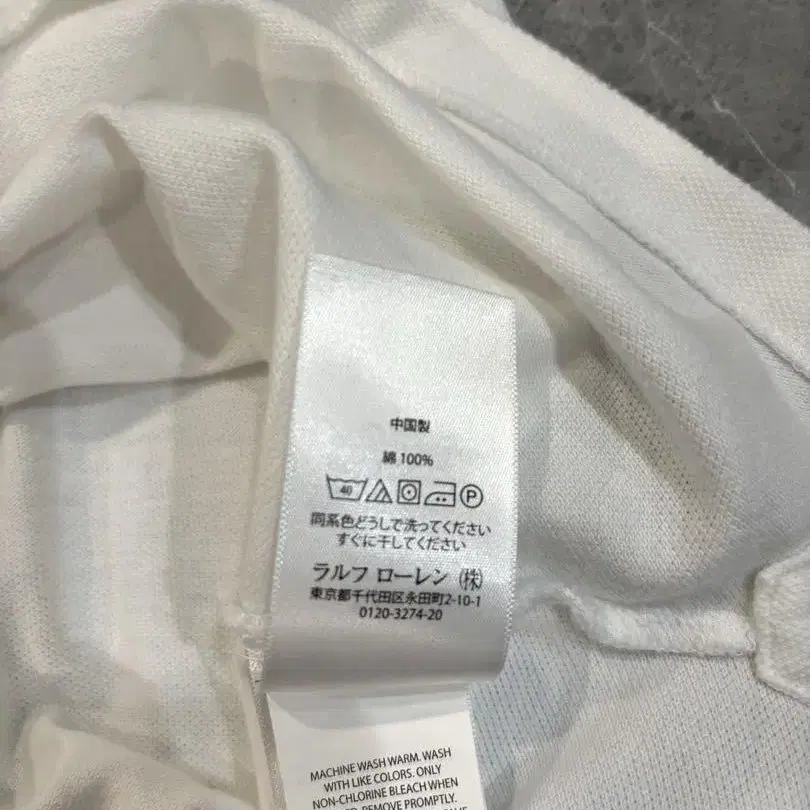 中国製
綿 100%
40 P
同系色どうしで洗ってください
すぐに干してください
ラルフ ローレン (株)
東京都千代田区永田町2-10-1
0120-3274-20
MACHINE WASH WARM. WASH
WITH LIKE COLORS. ONLY
NON-CHLORINE BLEACH WHEN
REMOVE PROMPTLY.